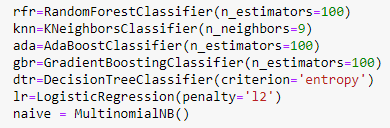 rfr=RandomForestClassifier(n_estimators=100)
knn=KNeighborsClassifier(n_neighbors=9)
ada=AdaBoostClassifier(n_estimators=100)
gbr=GradientBoostingClassifier(n_estimators=100)
dtr=DecisionTreeClassifier(criterion='entropy')
lr=LogisticRegression(penalty='l2')
naive = MultinomialNB()